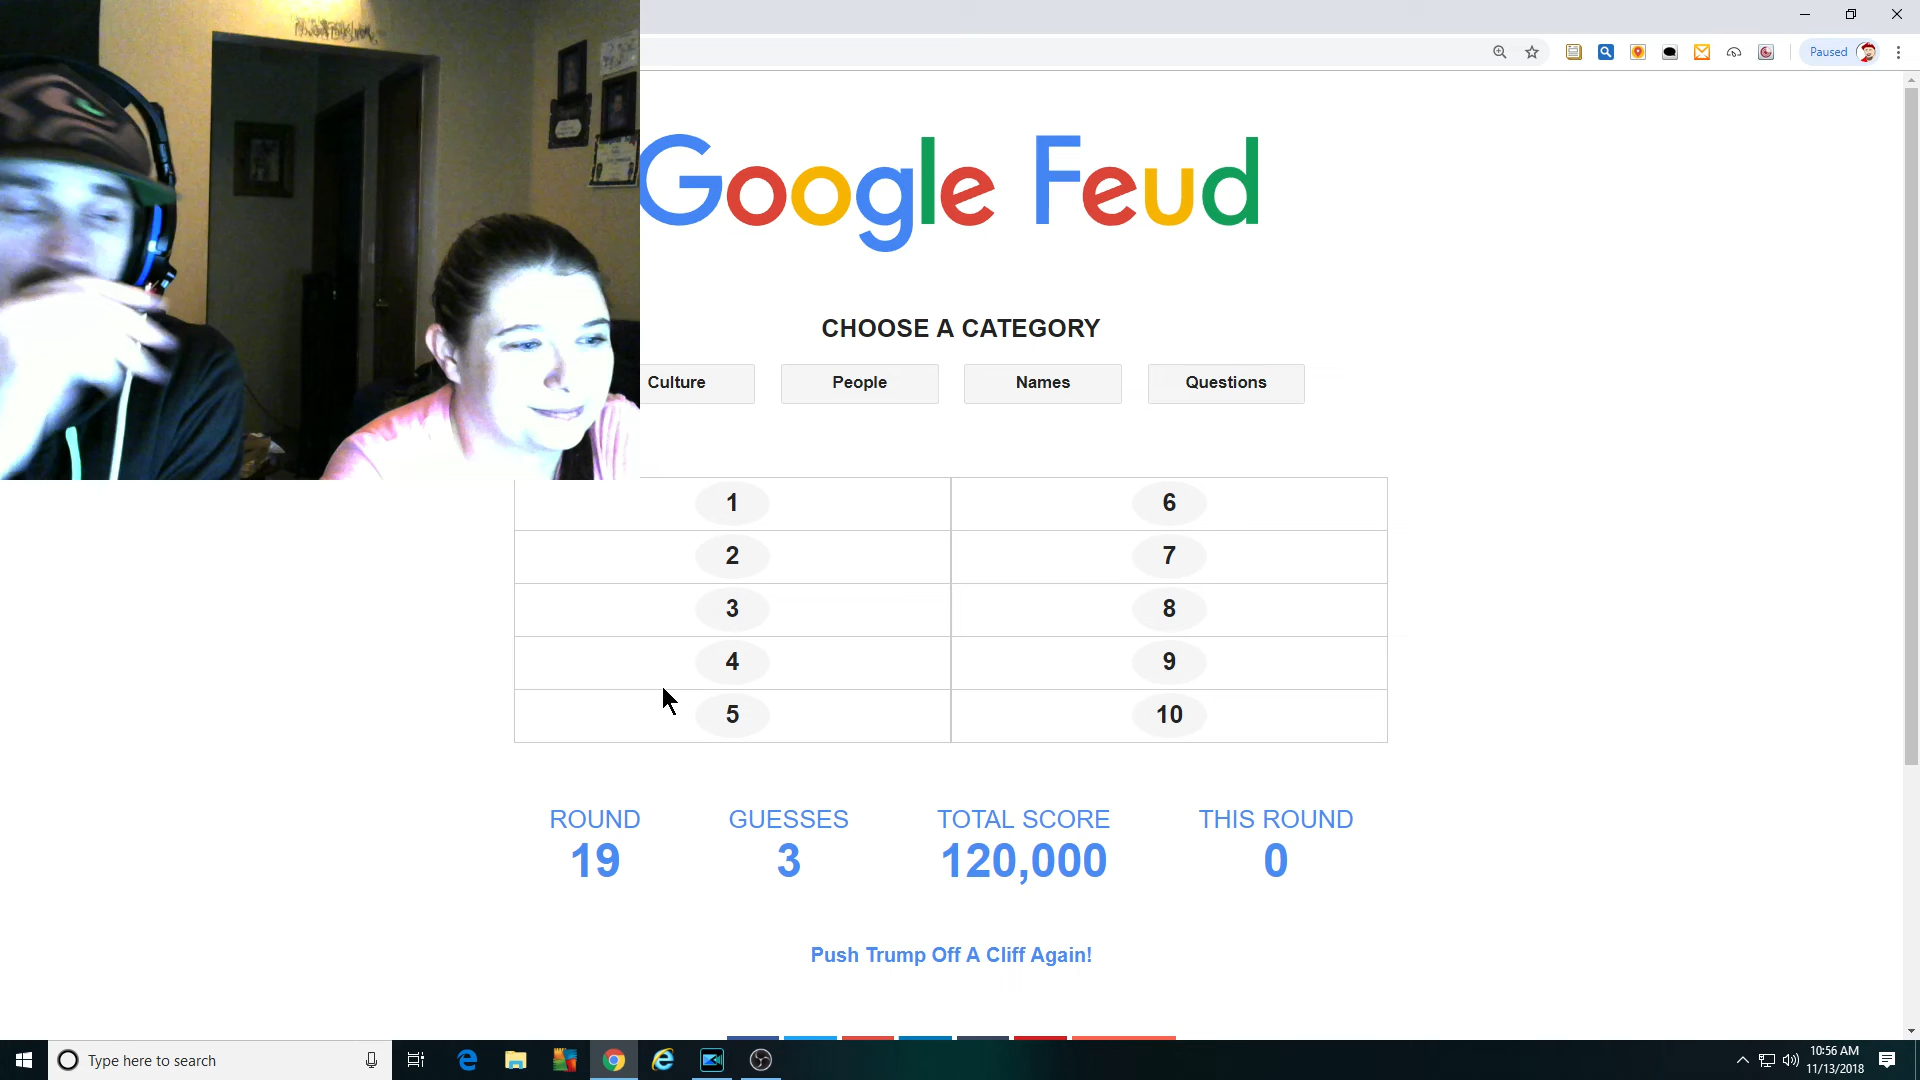 Paused
Google Feud
CHOOSE A CATEGORY
Culture
People
Names
Questions
1
6
2
7
3
8
4
9
5
10
ROUND
GUESSES
TOTAL SCORE
THIS ROUND
19
3
120,000
0
Push Trump Off A Cliff Again!
Type here to search
10:56 AM
11/13/2018